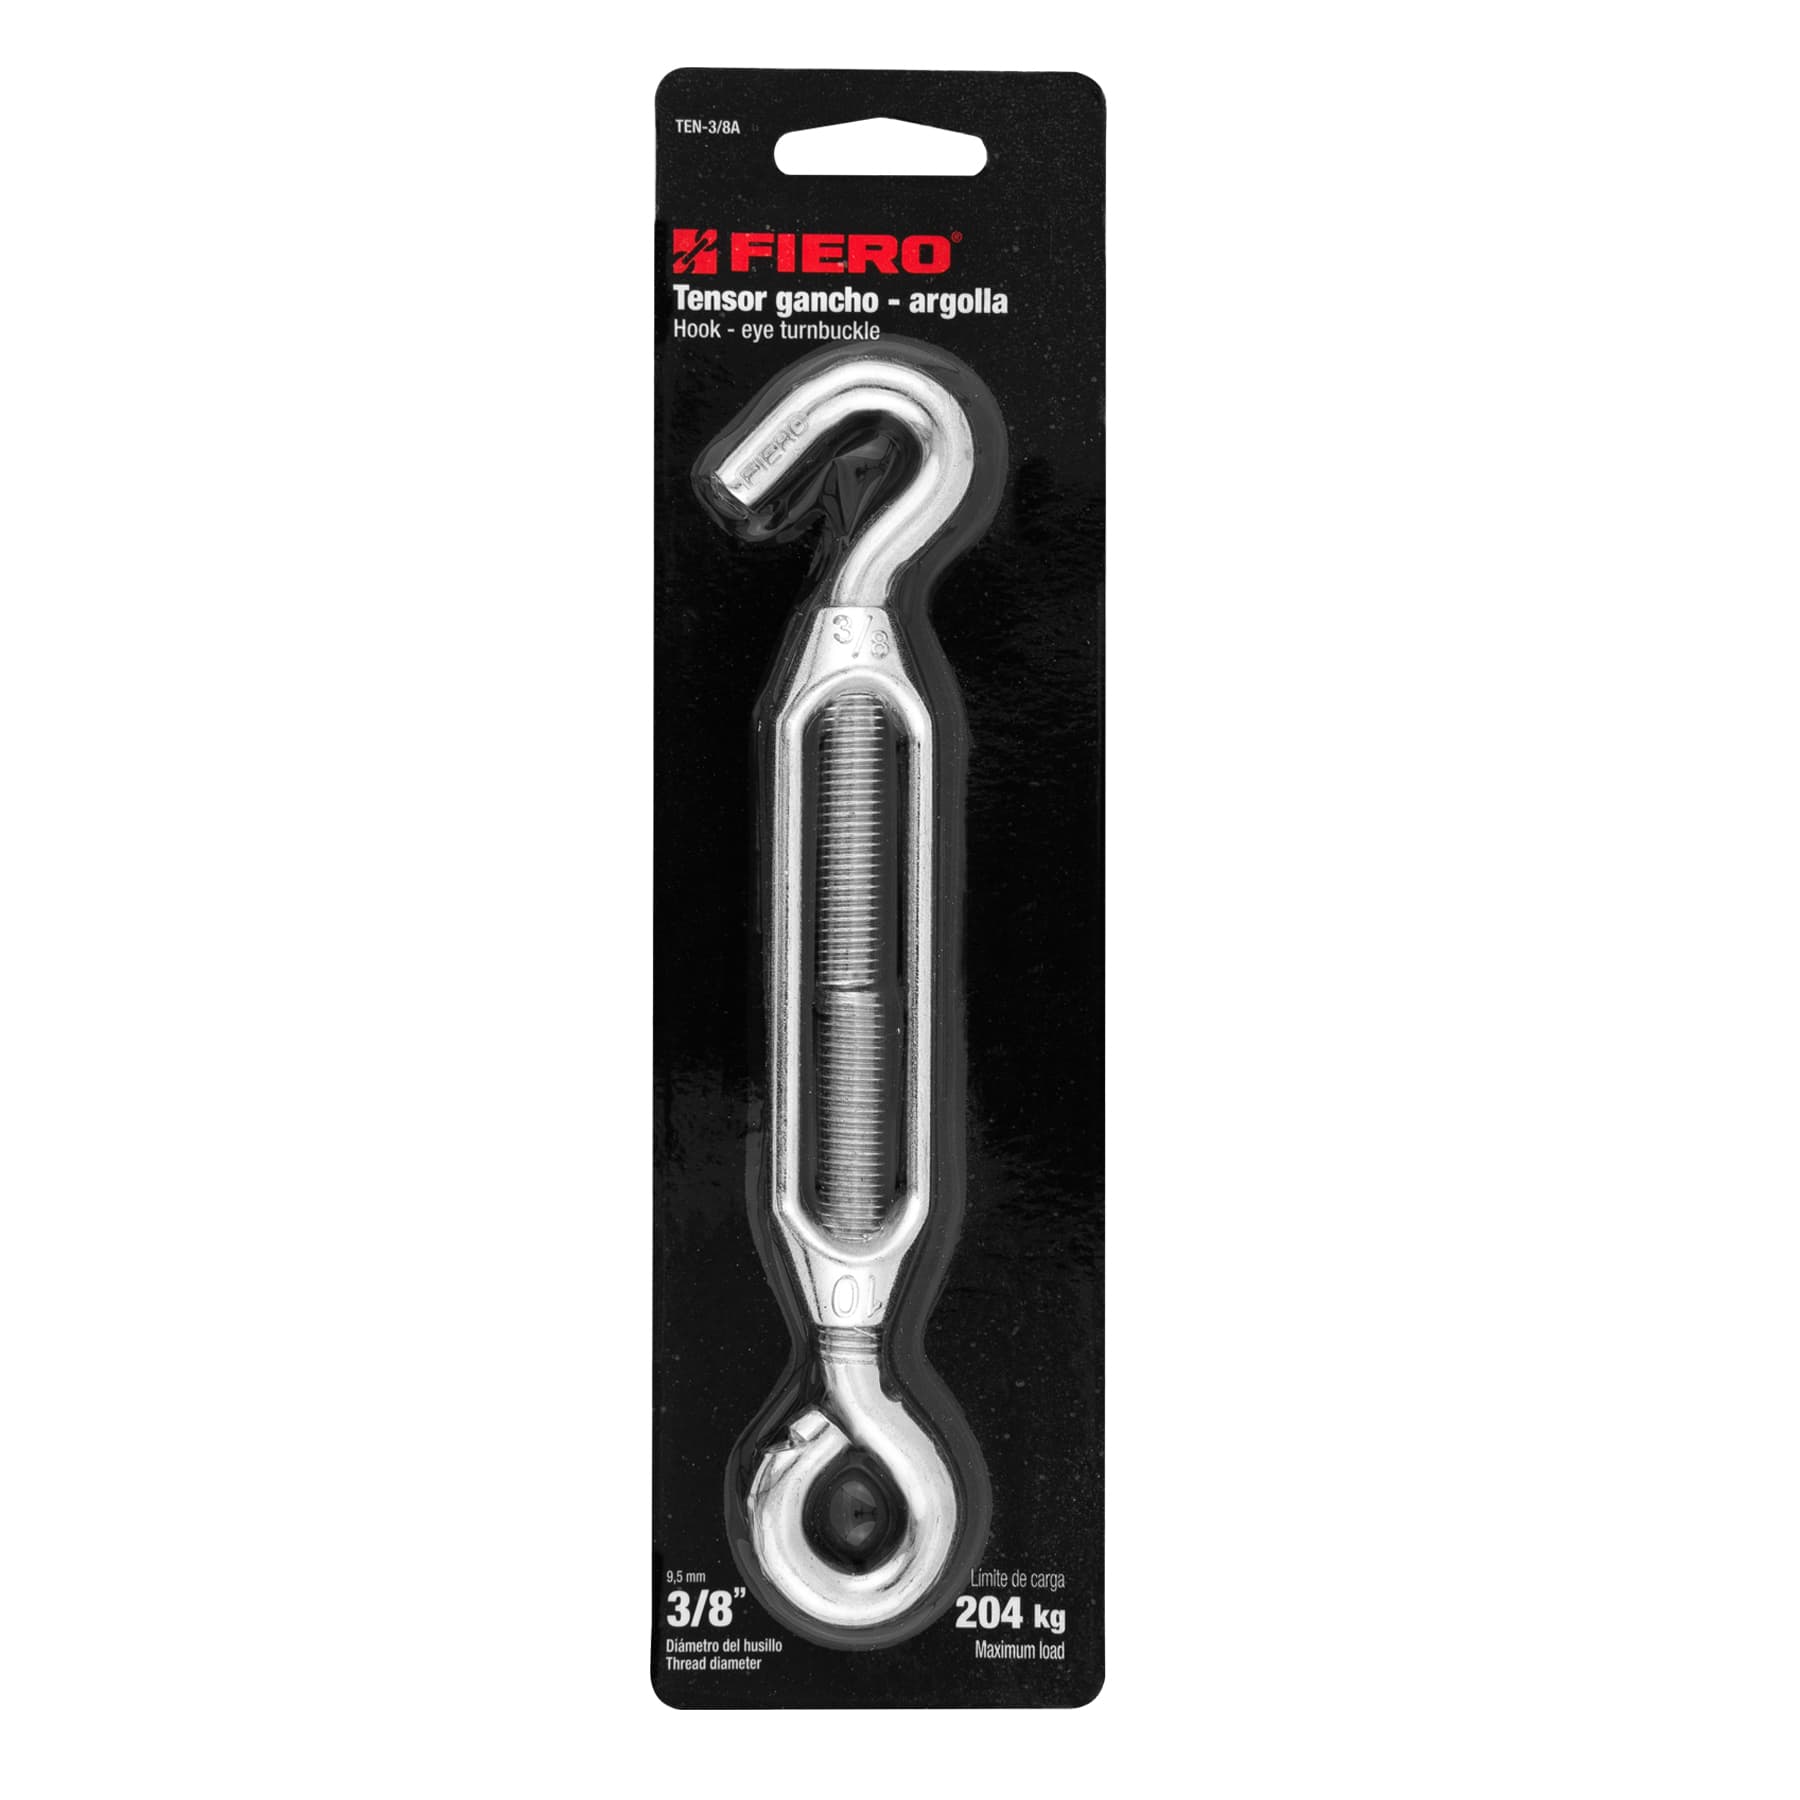 TEN-3/8A
FIERO®
Tensor gancho - argolla
Hook - eye turnbuckle
FIERO
3/8
10
9,5 mm
3/8”
Diámetro del husillo
Thread diameter
Límite de carga
204 kg
Maximum load